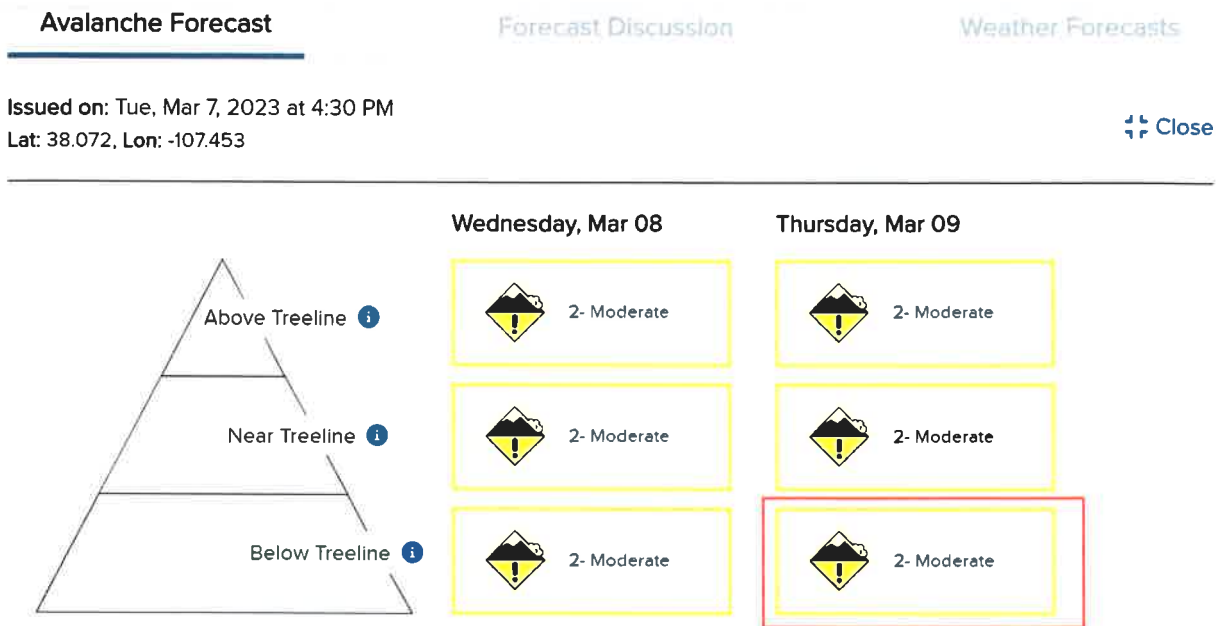 Avalanche Forecast Forecast Discussion Weather Forecasts
Issued on: Tue, Mar 7, 2023 at 4:30 PM
Lat: 38.072, Lon: -107.453
Close
Wednesday, Mar 08 Thursday, Mar 09
Above Treeline i 2- Moderate 2- Moderate
Near Treeline i 2- Moderate 2- Moderate
Below Treeline i 2- Moderate 2- Moderate